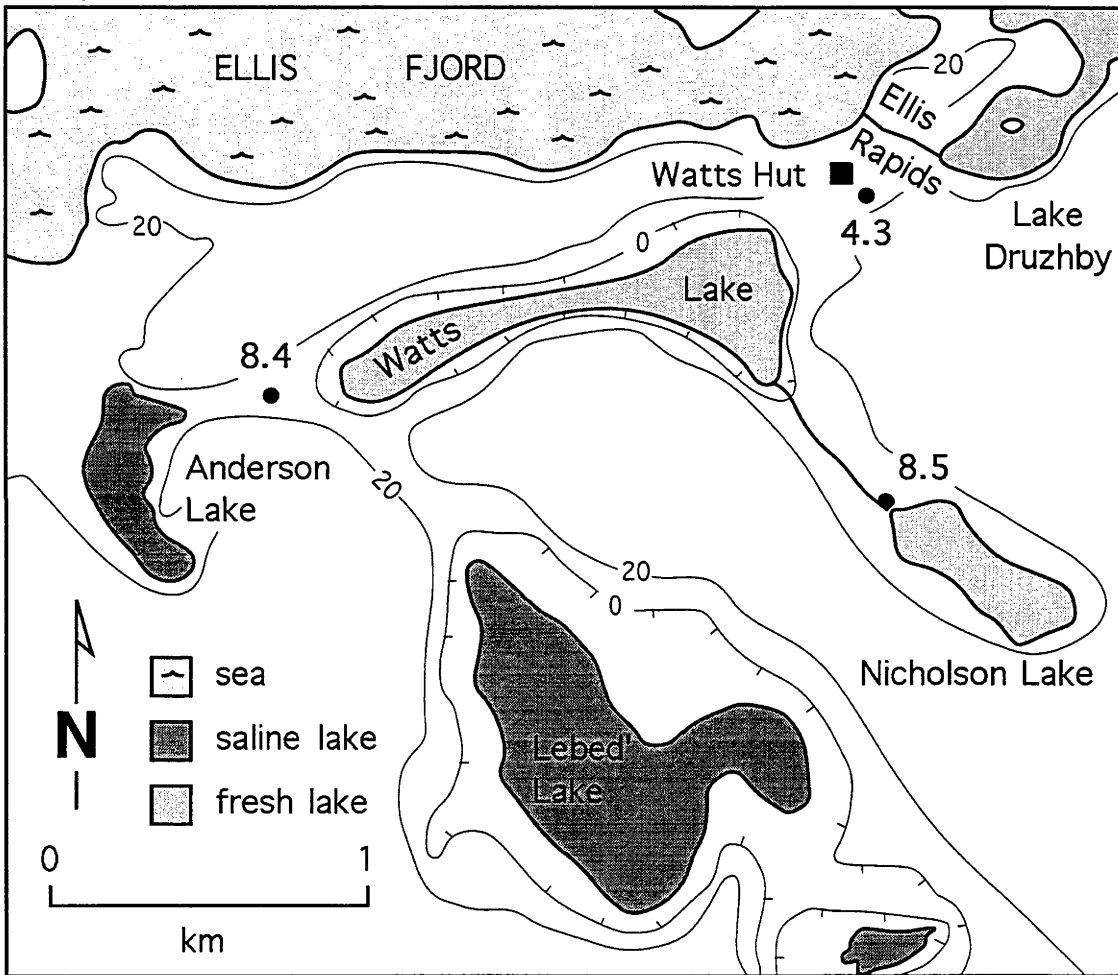 ELLIS FJORD
20
Ellis
Rapids
Watts Hut
4.3
Lake
Druzhby
20
0
Lake
Watts
8.4
8.5
Anderson
Lake
20
20
0
Nicholson Lake
sea
N
saline lake
Lebed'
Lake
fresh lake
0 1
km